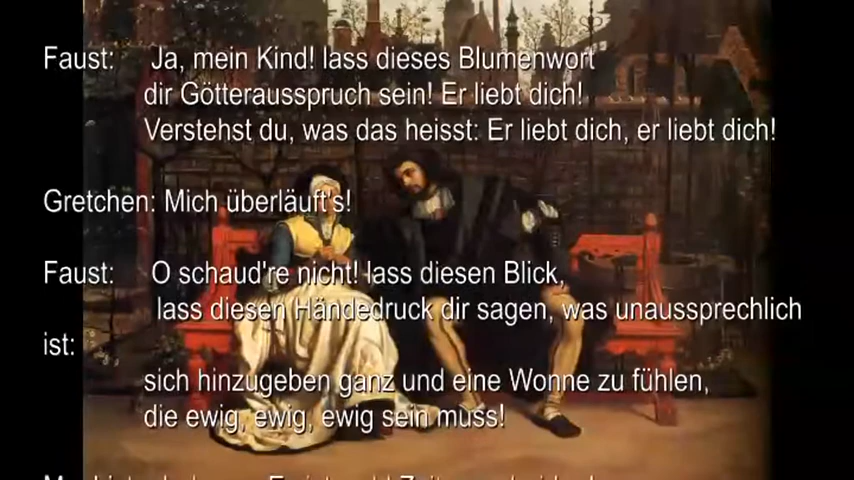 Faust: Ja, mein Kind! lass dieses Blumenwort
dir Götterausspruch sein! Er liebt dich!
Verstehst du, was das heisst: Er liebt dich, er liebt dich!
Gretchen: Mich überläuft's!
Faust: O schaud're nicht! lass diesen Blick,
lass diesen Händedruck dir sagen, was unaussprechlich
ist:
sich hinzugeben ganz und eine Wonne zu fühlen,
die ewig, ewig, ewig sein muss!